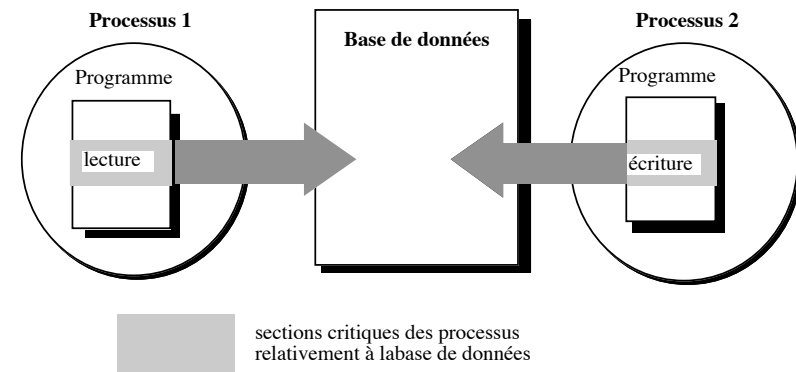 Processus 1
Base de données
Processus 2
Programme
Programme
lecture
écriture
sections critiques des processus
relativement à labase de données